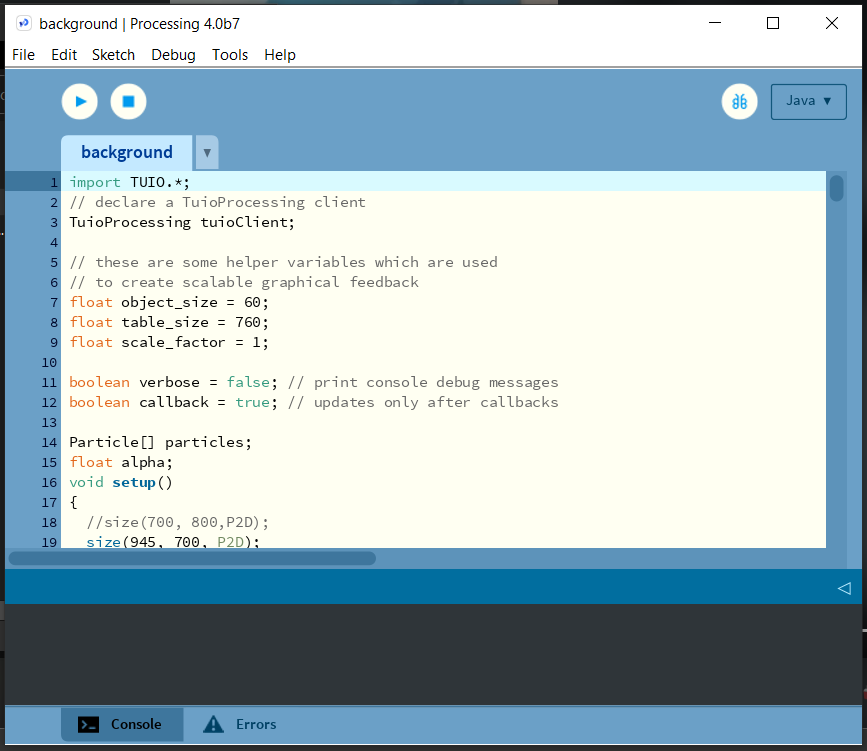 background | Processing 4.0b7
File Edit Sketch Debug Tools Help
Java ▼
background ▼
1 import TUIO.*;
2 // declare a TuioProcessing client
3 TuioProcessing tuioClient;
4
5 // these are some helper variables which are used
6 // to create scalable graphical feedback
7 float object_size = 60;
8 float table_size = 760;
9 float scale_factor = 1;
10
11 boolean verbose = false; // print console debug messages
12 boolean callback = true; // updates only after callbacks
13
14 Particle[] particles;
15 float alpha;
16 void setup()
17 {
18   //size(700, 800,P2D);
19   size(945, 700, P2D);
Console Errors